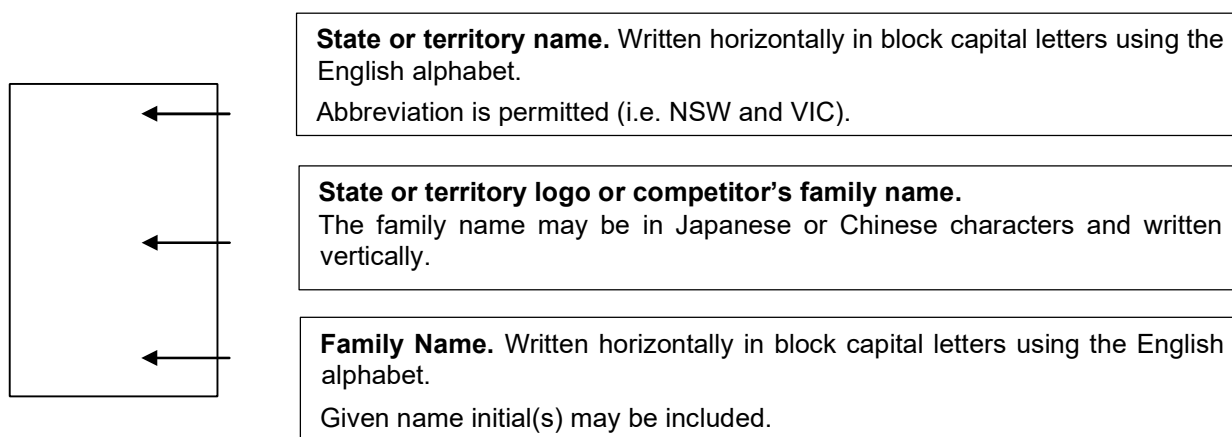 State or territory name. Written horizontally in block capital letters using the
English alphabet.
Abbreviation is permitted (i.e. NSW and VIC).
State or territory logo or competitor’s family name.
The family name may be in Japanese or Chinese characters and written
vertically.
Family Name. Written horizontally in block capital letters using the English
alphabet.
Given name initial(s) may be included.